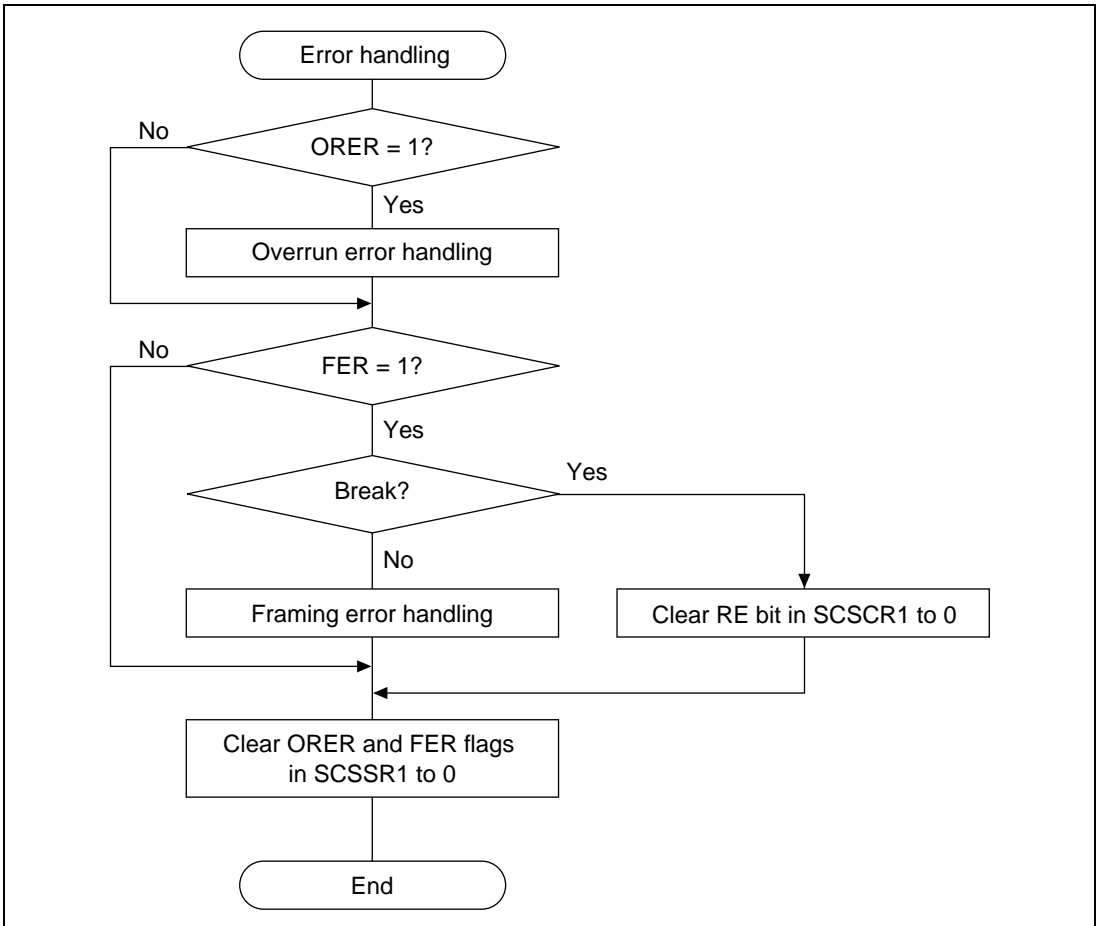 Error handling
No
ORER = 1?
Yes
Overrun error handling
No
FER = 1?
Yes
Break?
Yes
No
Framing error handling
Clear RE bit in SCSCR1 to 0
Clear ORER and FER flags
in SCSSR1 to 0
End